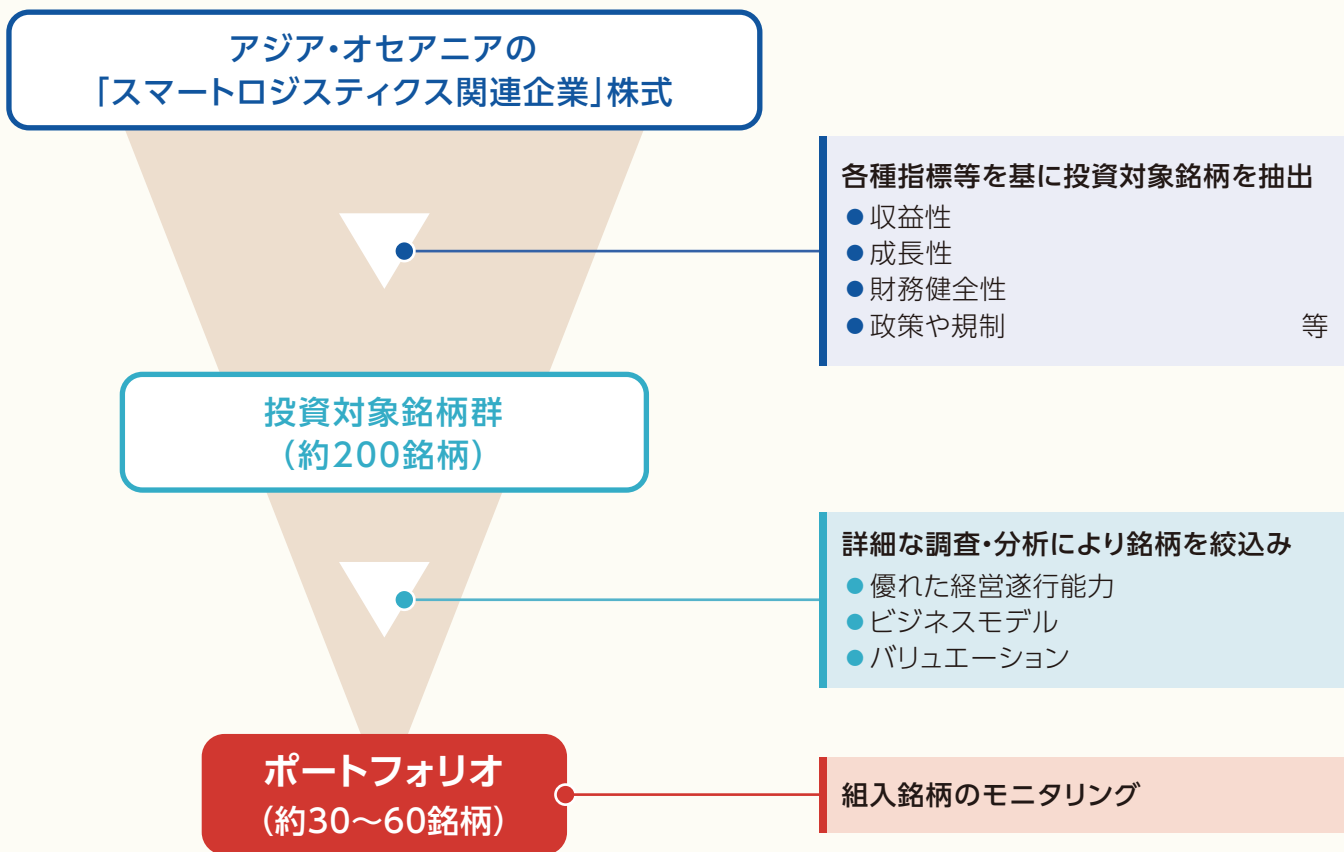 アジア・オセアニアの
「スマートロジスティクス関連企業」株式
各種指標等を基に投資対象銘柄を抽出
●収益性
●成長性
●財務健全性
●政策や規制 等
投資対象銘柄群
（約200銘柄）
詳細な調査・分析により銘柄を絞込み
●優れた経営遂行能力
●ビジネスモデル
●バリュエーション
ポートフォリオ
（約30～60銘柄）
組入銘柄のモニタリング